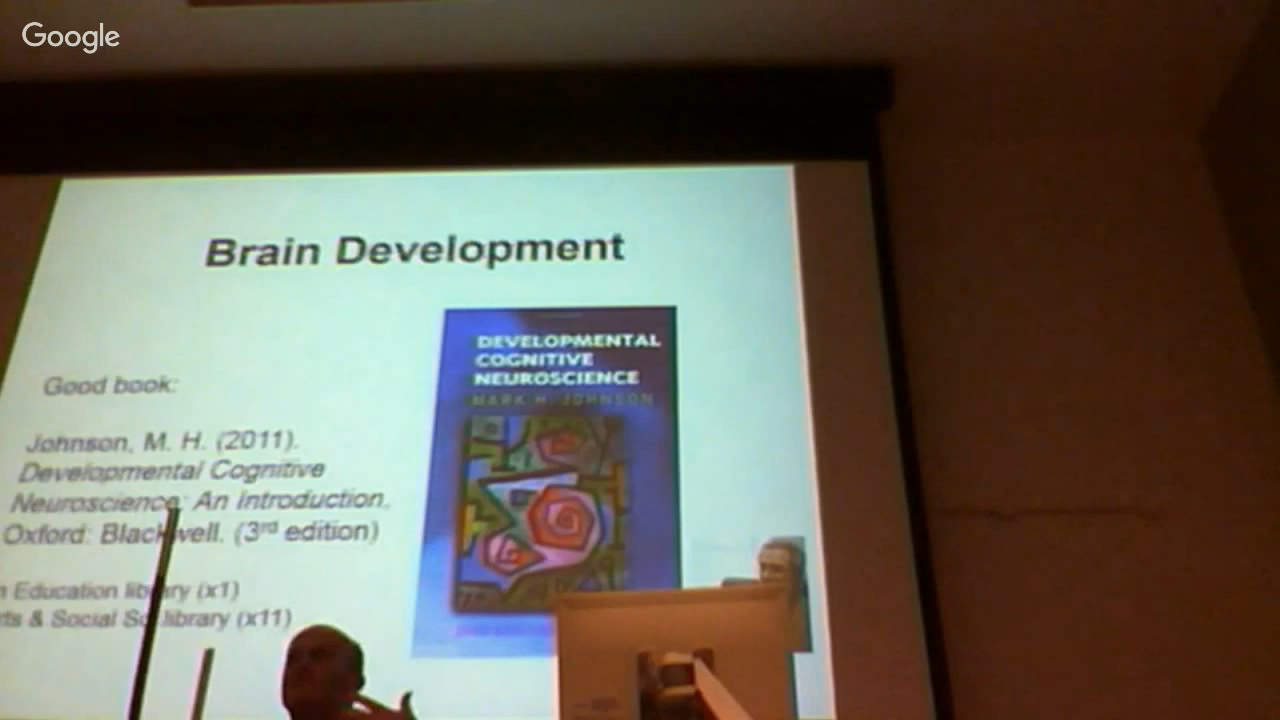 Google
Brain Development
DEVELOPMENTAL
COGNITIVE
NEUROSCIENCE
MARK H. JOHNSON
Good book:
Johnson, M. H. (2011).
Developmental Cognitive
Neuroscience: An Introduction.
Oxford: Blackwell. (3rd edition)
Education library (x1)
& Social Sc library (x11)